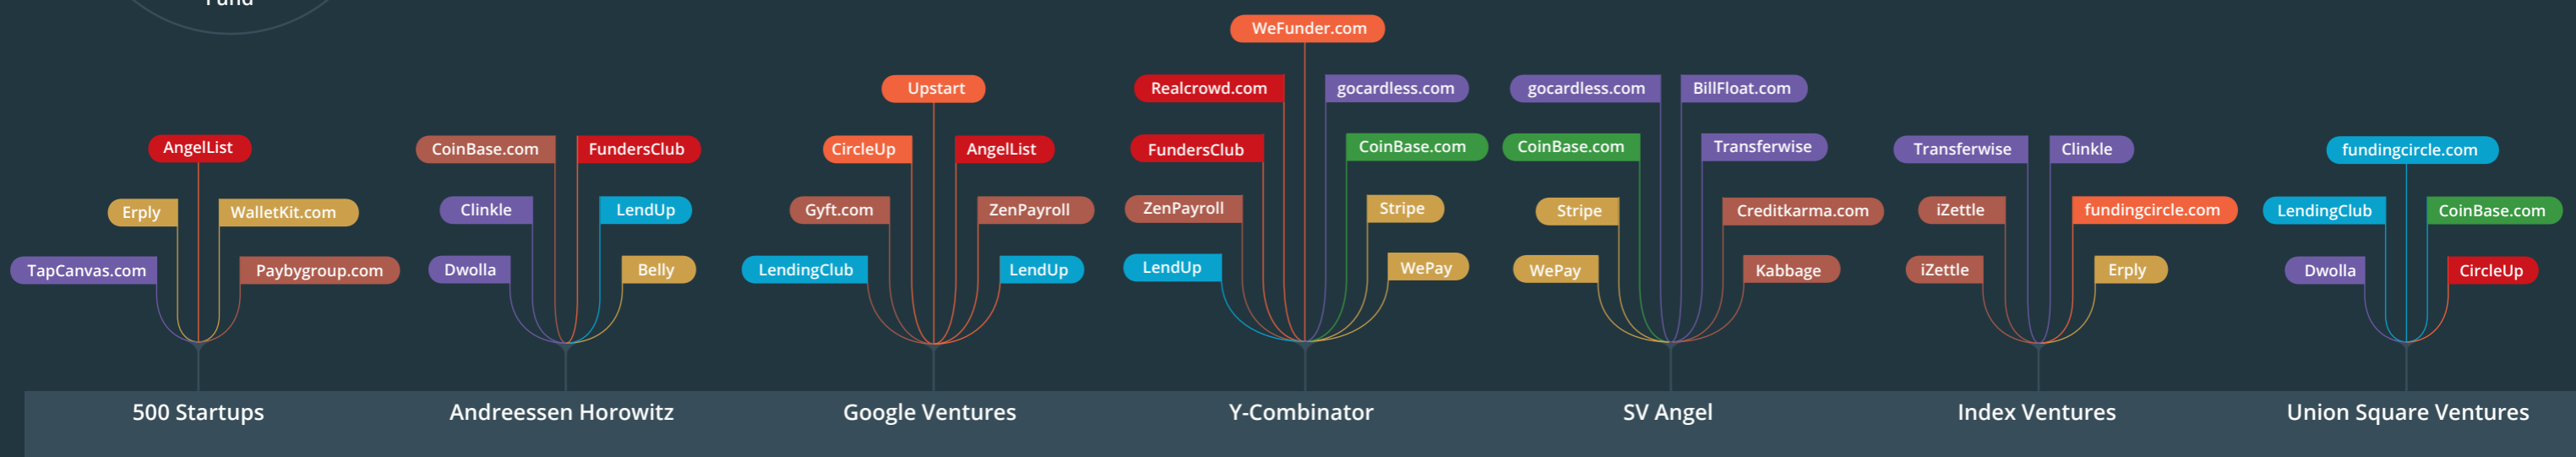 Fund
AngelList
Erply
WalletKit.com
TapCanvas.com
Paybygroup.com
500 Startups
CoinBase.com
FundersClub
Clinkle
LendUp
Dwolla
Belly
Andreessen Horowitz
Upstart
CircleUp
AngelList
Gyft.com
ZenPayroll
LendingClub
LendUp
Google Ventures
WeFunder.com
Realcrowd.com
gocardless.com
FundersClub
CoinBase.com
ZenPayroll
Stripe
LendUp
WePay
Y-Combinator
gocardless.com
BillFloat.com
CoinBase.com
Transferwise
Stripe
Creditkarma.com
WePay
Kabbage
SV Angel
Transferwise
Clinkle
iZettle
fundingcircle.com
iZettle
Erply
Index Ventures
fundingcircle.com
LendingClub
CoinBase.com
Dwolla
CircleUp
Union Square Ventures